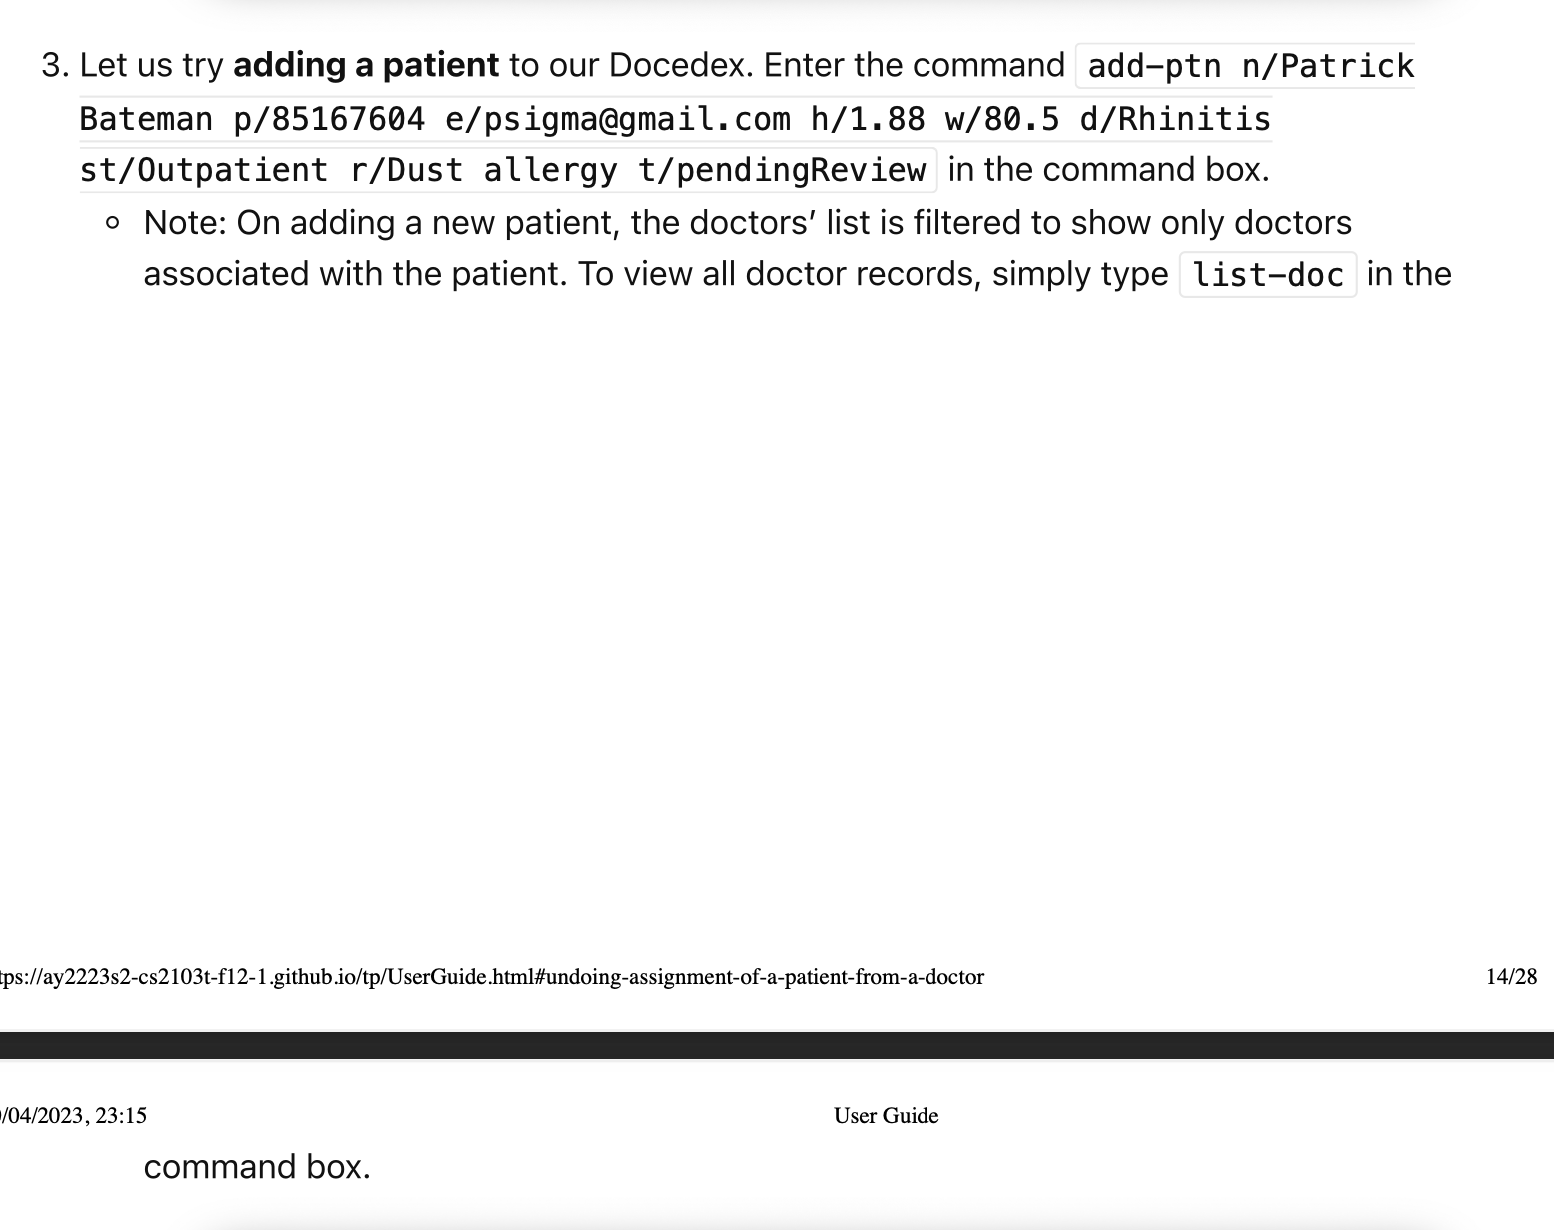 3. Let us try adding a patient to our Docedex. Enter the command add-ptn n/Patrick
Bateman p/85167604 e/psigma@gmail.com h/1.88 w/80.5 d/Rhinitis
st/Outpatient r/Dust allergy t/pendingReview in the command box.
Note: On adding a new patient, the doctors’ list is filtered to show only doctors
associated with the patient. To view all doctor records, simply type list-doc in the
tps://ay2223s2-cs2103t-f12-1.github.io/tp/UserGuide.html#undoing-assignment-of-a-patient-from-a-doctor 14/28
/04/2023, 23:15 User Guide
command box.